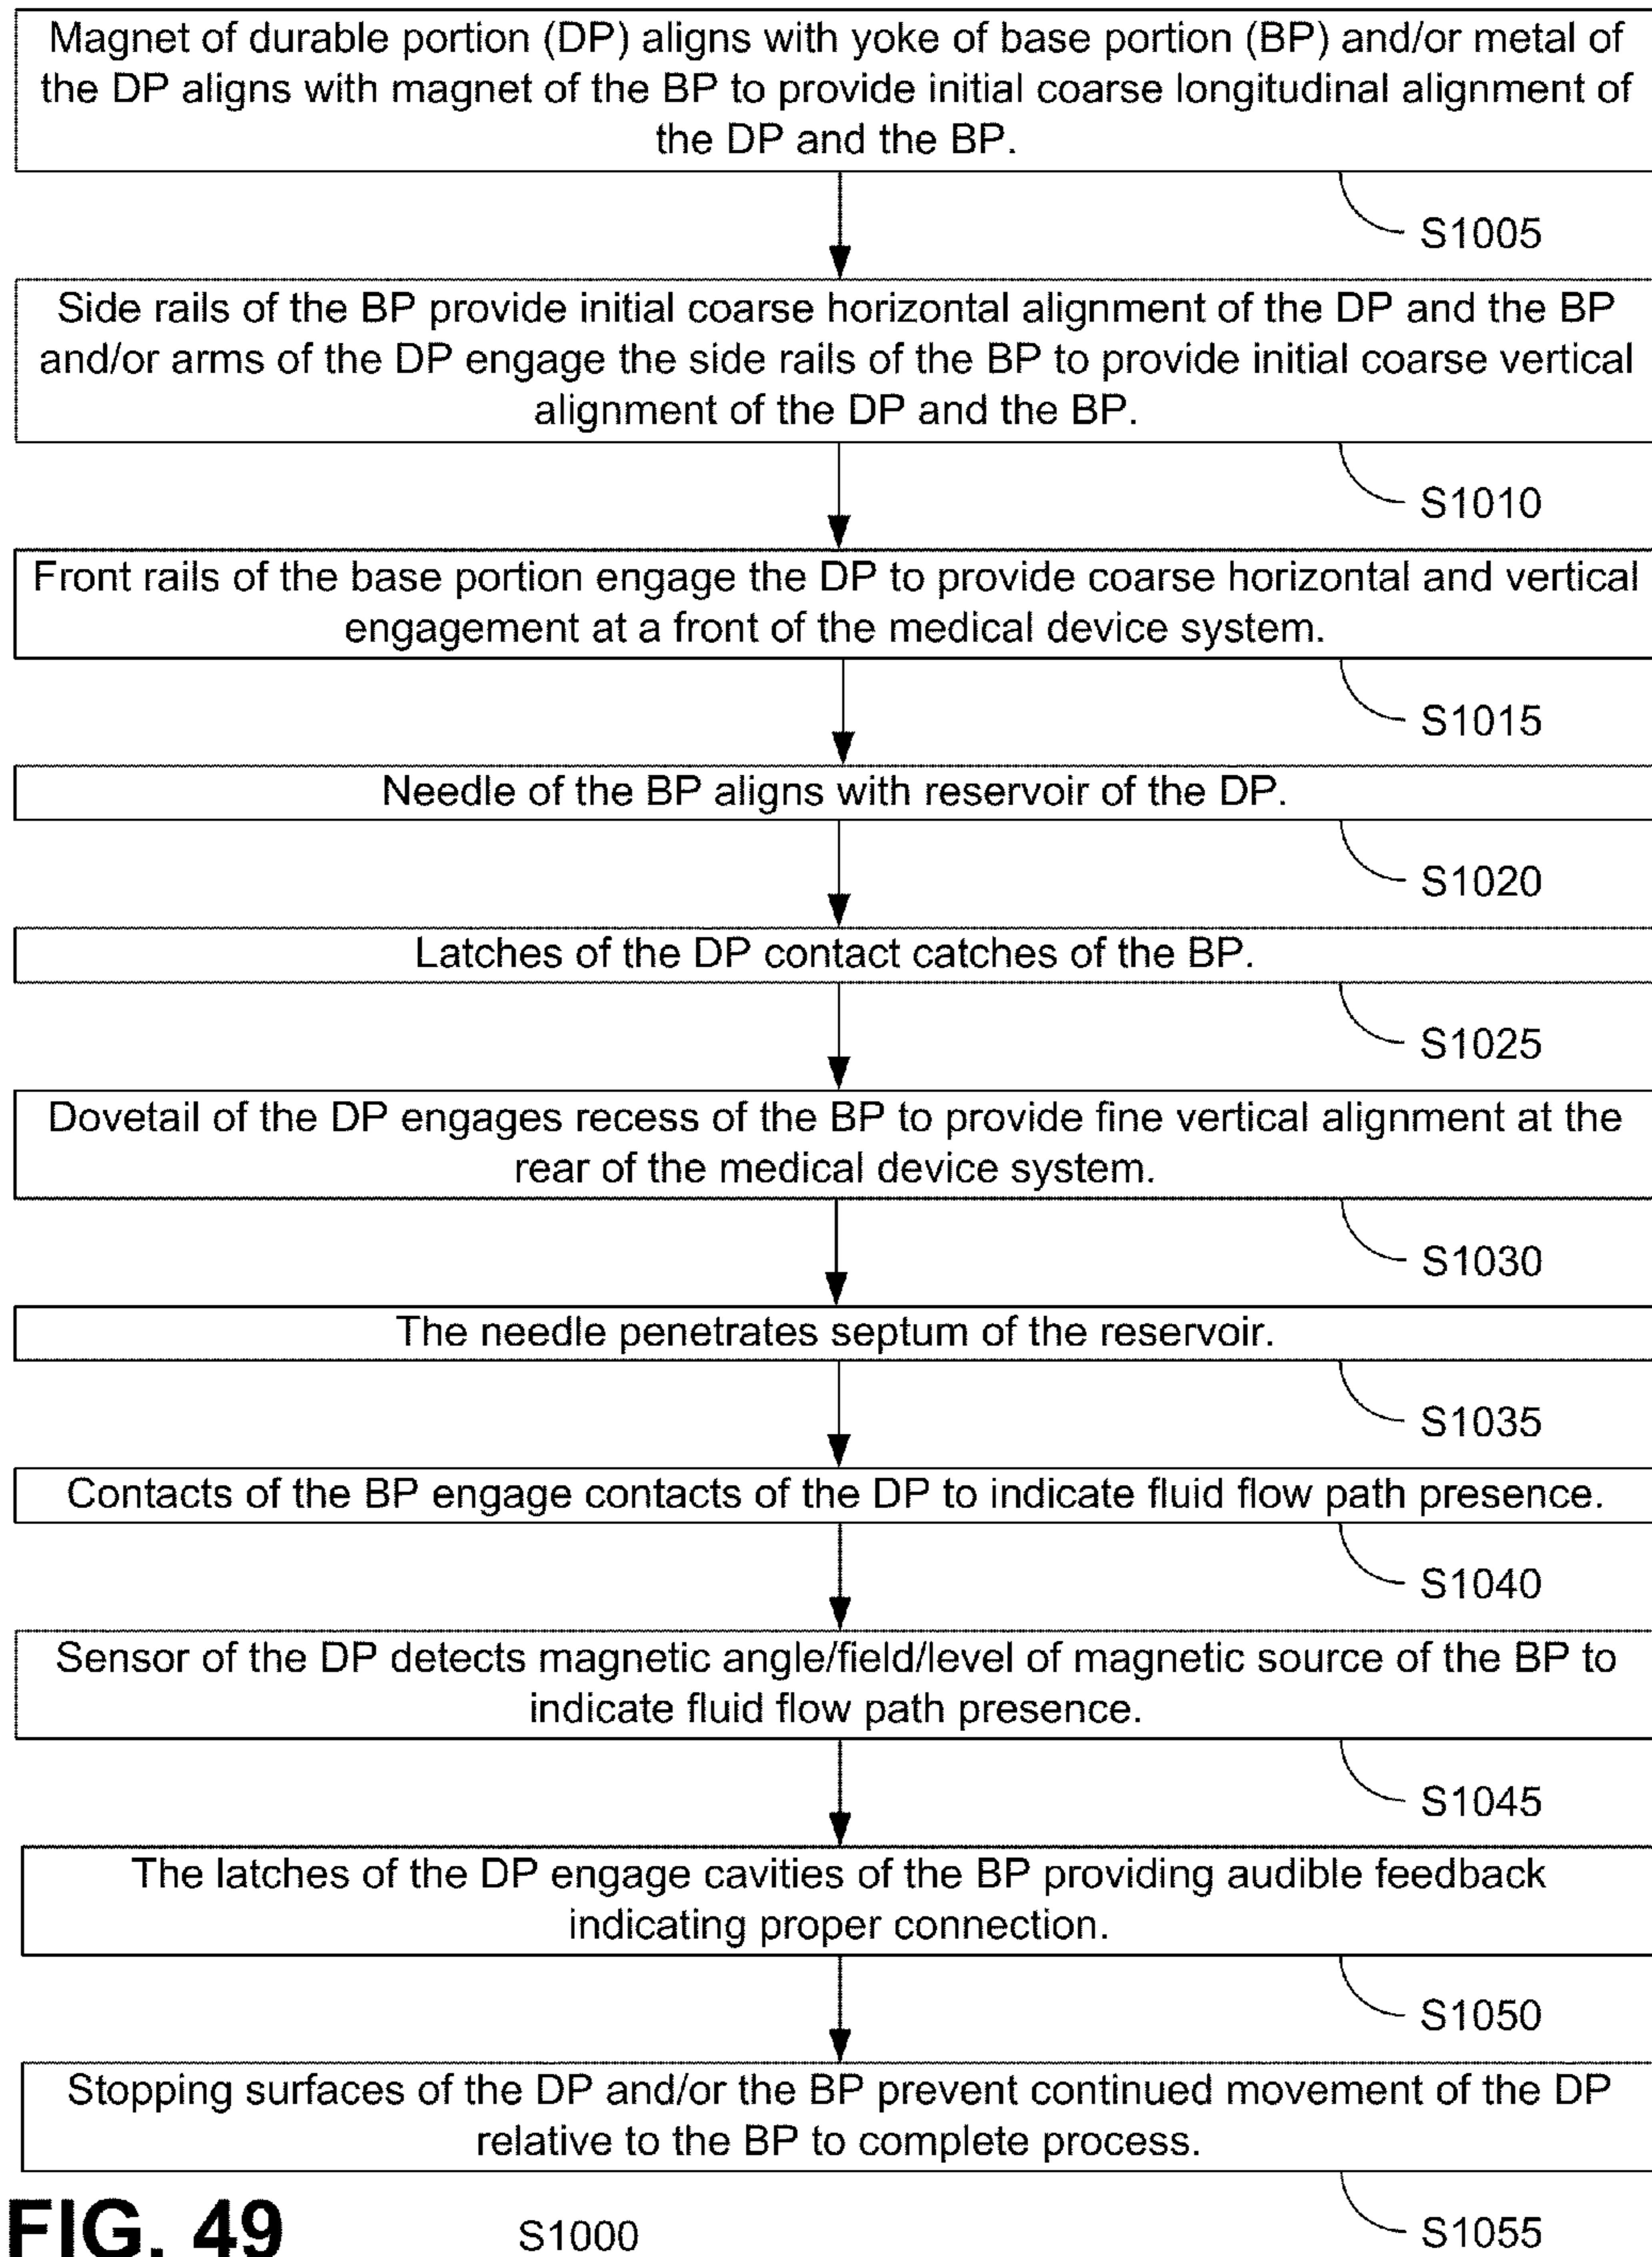 Magnet of durable portion (DP) aligns with yoke of base portion (BP) and/or metal of
the DP aligns with magnet of the BP to provide initial coarse longitudinal alignment of
the DP and the BP.
S1005
Side rails of the BP provide initial coarse horizontal alignment of the DP and the BP
and/or arms of the DP engage the side rails of the BP to provide initial coarse vertical
alignment of the DP and the BP.
S1010
Front rails of the base portion engage the DP to provide coarse horizontal and vertical
engagement at a front of the medical device system.
S1015
Needle of the BP aligns with reservoir of the DP.
S1020
Latches of the DP contact catches of the BP.
S1025
Dovetail of the DP engages recess of the BP to provide fine vertical alignment at the
rear of the medical device system.
S1030
The needle penetrates septum of the reservoir.
S1035
Contacts of the BP engage contacts of the DP to indicate fluid flow path presence.
S1040
Sensor of the DP detects magnetic angle/field/level of magnetic source of the BP to
indicate fluid flow path presence.
S1045
The latches of the DP engage cavities of the BP providing audible feedback
indicating proper connection.
S1050
Stopping surfaces of the DP and/or the BP prevent continued movement of the DP
relative to the BP to complete process.
S1055
FIG. 49
S1000